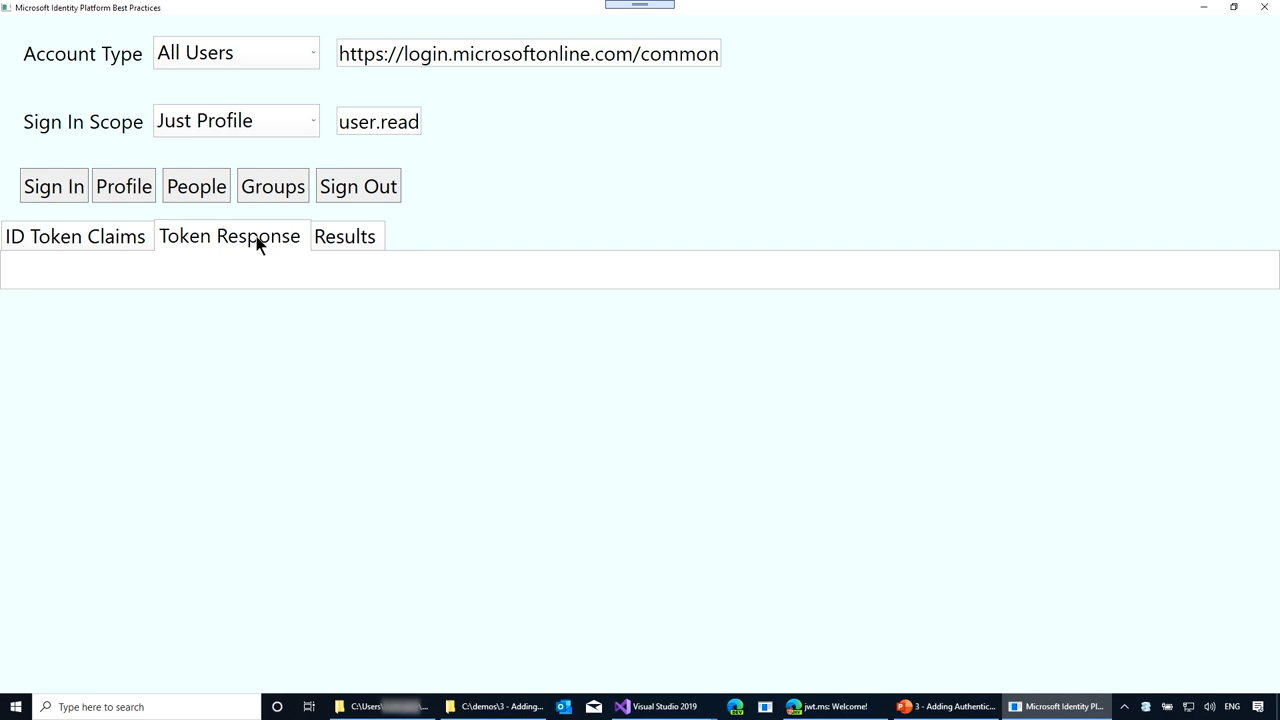 Microsoft Identity Platform Best Practices
Account Type All Users https://login.microsoftonline.com/common
Sign In Scope Just Profile user.read
Sign In Profile People Groups Sign Out
ID Token Claims Token Response Results
Type here to search C:\Users\ \... C:\demos\3 - Adding... Visual Studio 2019 jwt.ms: Welcome! 3 - Adding Authentic... Microsoft Identity Pl... ENG